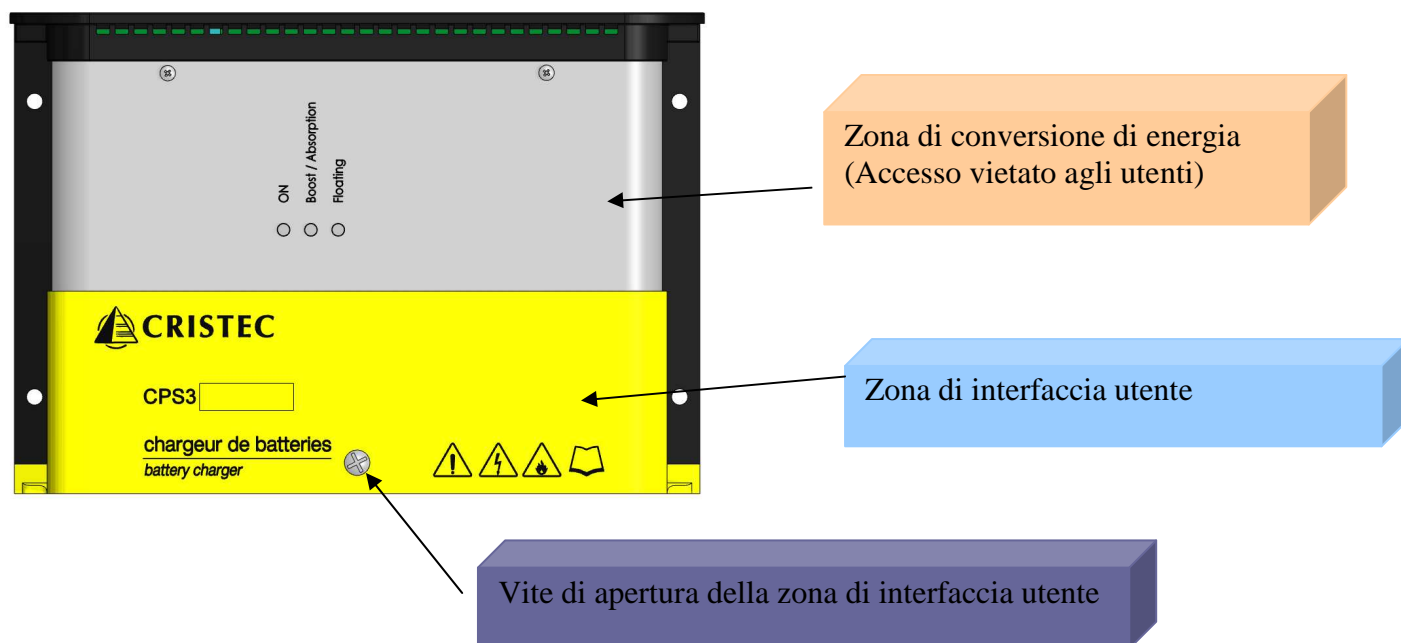 ON
Boost / Absorption
Floating
CRISTEC
CPS3
chargeur de batteries
battery charger
Zona di conversione di energia
(Accesso vietato agli utenti)
Zona di interfaccia utente
Vite di apertura della zona di interfaccia utente